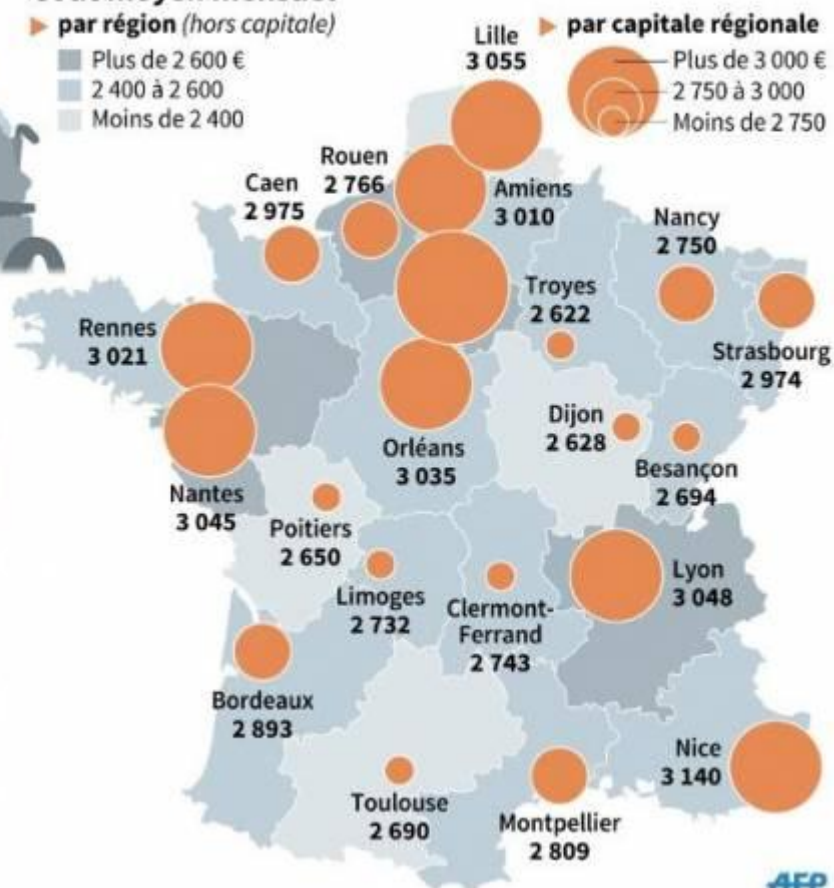 par région (hors capitale)
Plus de 2 600 €
2 400 à 2 600
Moins de 2 400
par capitale régionale
Plus de 3 000 €
2 750 à 3 000
Moins de 2 750
Lille
3 055
Rouen
2 766
Caen
2 975
Amiens
3 010
Nancy
2 750
Troyes
2 622
Rennes
3 021
Strasbourg
2 974
Dijon
2 628
Orléans
3 035
Besançon
2 694
Nantes
3 045
Poitiers
2 650
Lyon
3 048
Limoges
2 732
Clermont-
Ferrand
2 743
Bordeaux
2 893
Nice
3 140
Toulouse
2 690
Montpellier
2 809
AFP